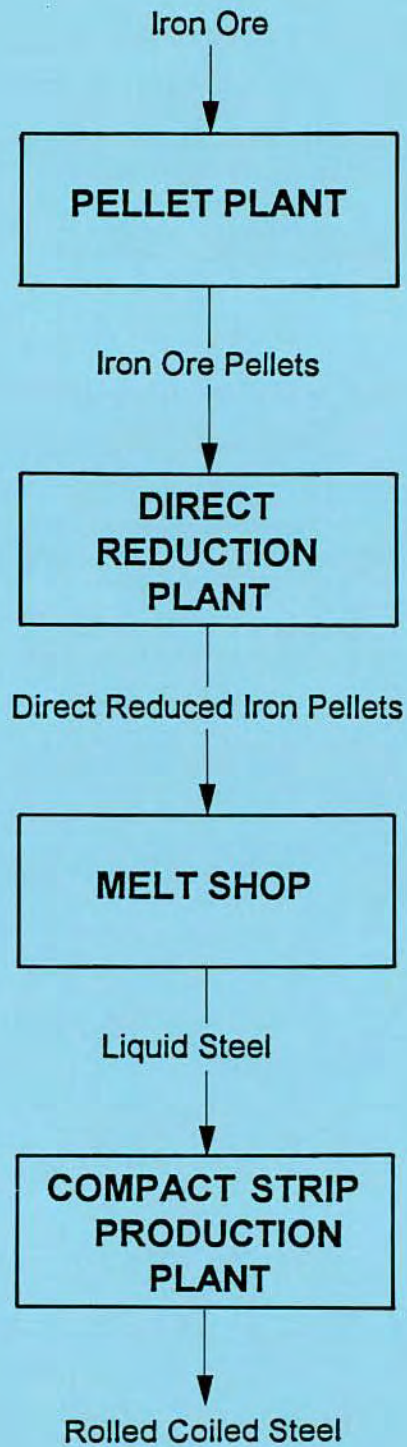 Iron Ore
PELLET PLANT
Iron Ore Pellets
DIRECT
REDUCTION
PLANT
Direct Reduced Iron Pellets
MELT SHOP
Liquid Steel
COMPACT STRIP
PRODUCTION
PLANT
Rolled Coiled Steel